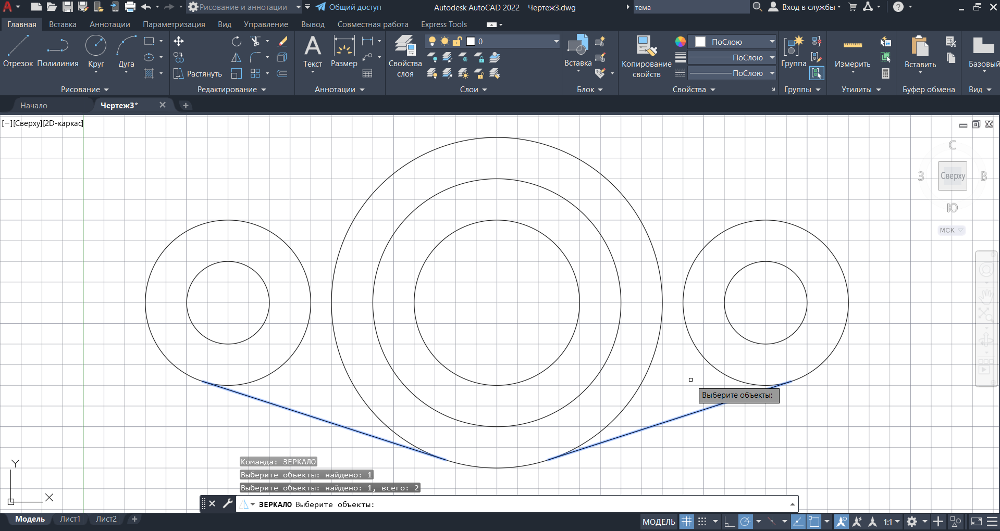 Рисование и аннотации
Общий доступ
Autodesk AutoCAD 2022 Чертеж3.dwg
тема
Вход в службы
Главная Вставка Аннотации Параметризация Вид Управление Вывод Совместная работа Express Tools
Отрезок Полилиния Круг Дуга
Растянуть
Текст Размер
Свойства слоя
0
Вставка
Копирование свойств
ПоСлою
ПоСлою
ПоСлою
Группа
Измерить
Вставить
Базовый
Рисование Редактирование Аннотации Слои Блок Свойства Группы Утилиты Буфер обмена Вид
Начало Чертеж3*
[−][Сверху][2D-каркас]
С
З Сверху В
Ю
МСК
Выберите объекты:
Команда: ЗЕРКАЛО
Выберите объекты: найдено: 1
Выберите объекты: найдено: 1, всего: 2
Y
X
ЗЕРКАЛО Выберите объекты:
Модель Лист1 Лист2
МОДЕЛЬ 1:1